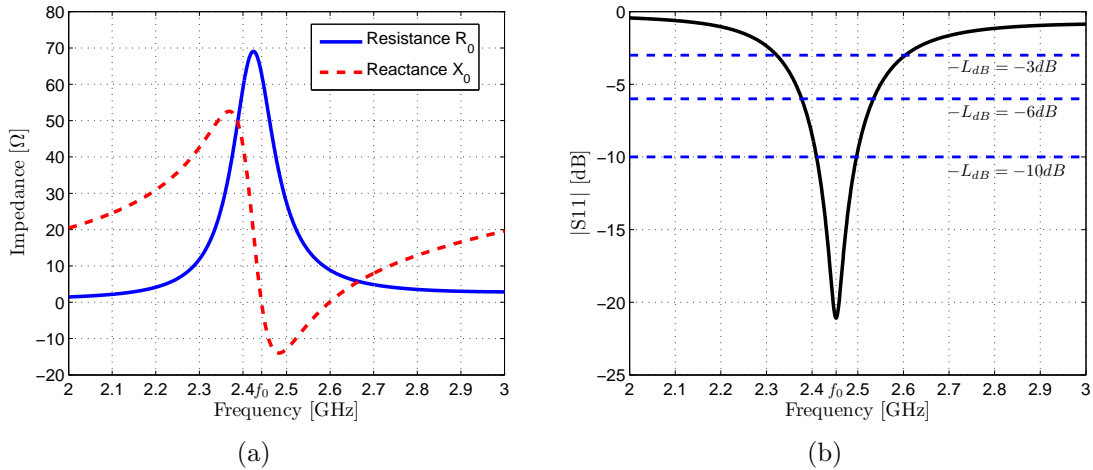 80
70
60
50
40
30
20
10
0
−10
−20
Impedance [Ω]
Resistance R0
Reactance X0
2 2.1 2.2 2.3 2.4 f0 2.5 2.6 2.7 2.8 2.9 3
Frequency [GHz]
(a)
0
−5
−10
−15
−20
−25
|S11| [dB]
−LdB = −3dB
−LdB = −6dB
−LdB = −10dB
2 2.1 2.2 2.3 2.4 f0 2.5 2.6 2.7 2.8 2.9 3
Frequency [GHz]
(b)